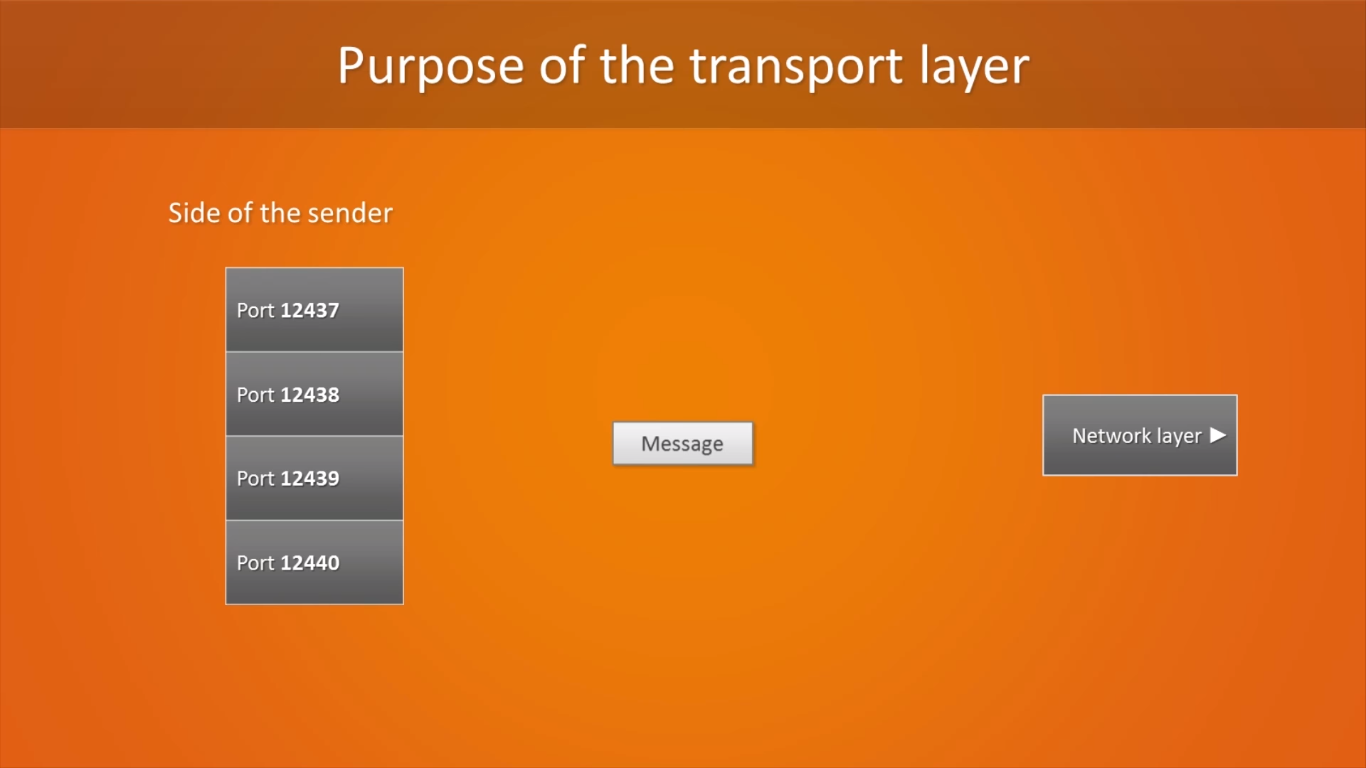 Purpose of the transport layer
Side of the sender
Port 12437
Port 12438
Port 12439
Port 12440
Message
Network layer ►